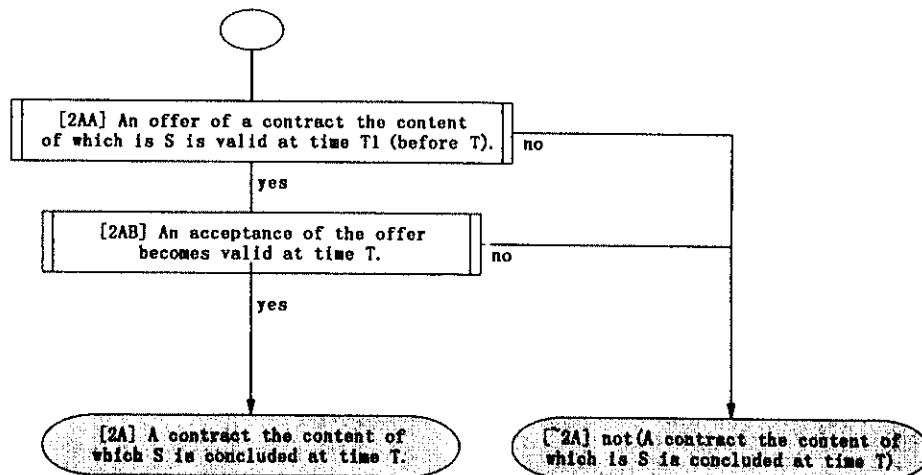 [2AA] An offer of a contract the content
of which is S is valid at time T1 (before T).
no
yes
[2AB] An acceptance of the offer
becomes valid at time T.
no
yes
[2A] A contract the content of
which S is concluded at time T.
[~2A] not(A contract the content of
which is S is concluded at time T)